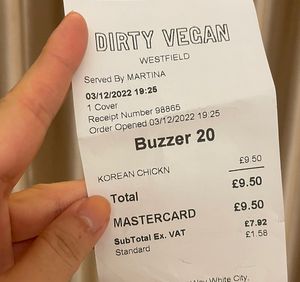 DIRTY VEGAN
WESTFIELD
Served By MARTINA
03/12/2022 19:25
1 Cover
Receipt Number 98865
Order Opened 03/12/2022 19:25
Buzzer 20
KOREAN CHICKN £9.50
Total £9.50
MASTERCARD £9.50
SubTotal Ex. VAT £7.92
Standard £1.58
Way White City,